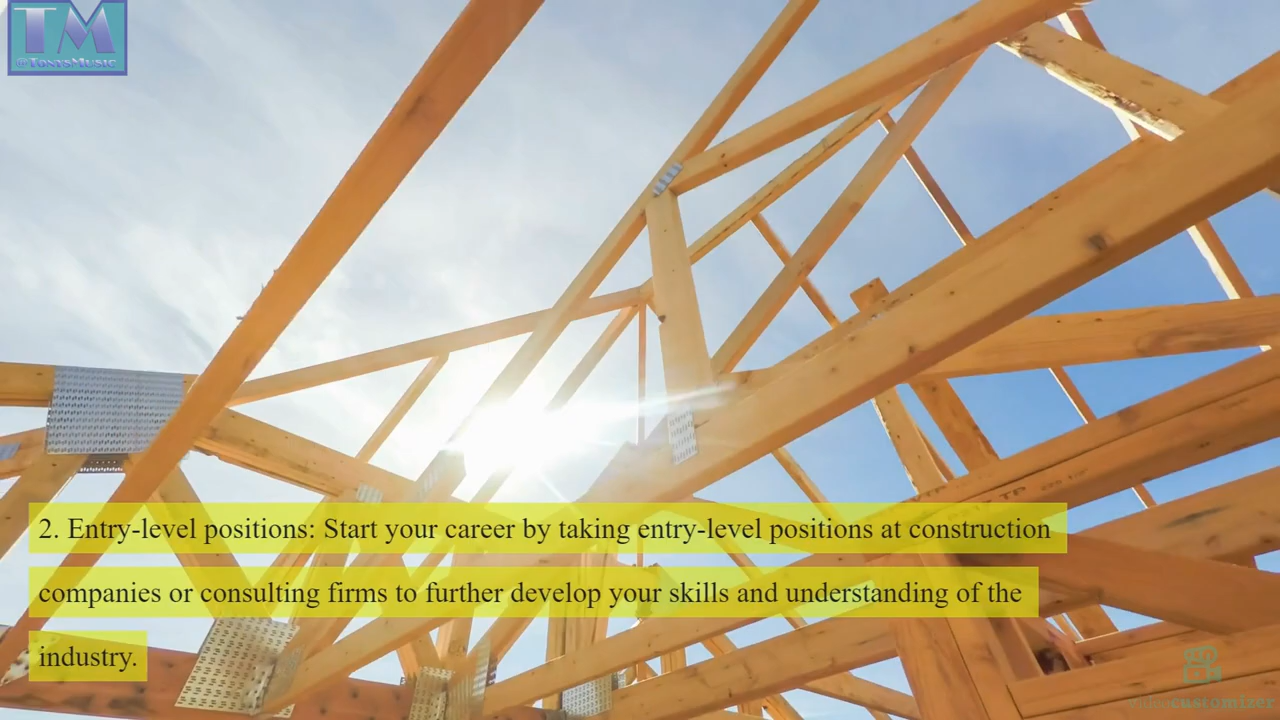 TM
@TonysMusic
2. Entry-level positions: Start your career by taking entry-level positions at construction
companies or consulting firms to further develop your skills and understanding of the
industry.
customizer